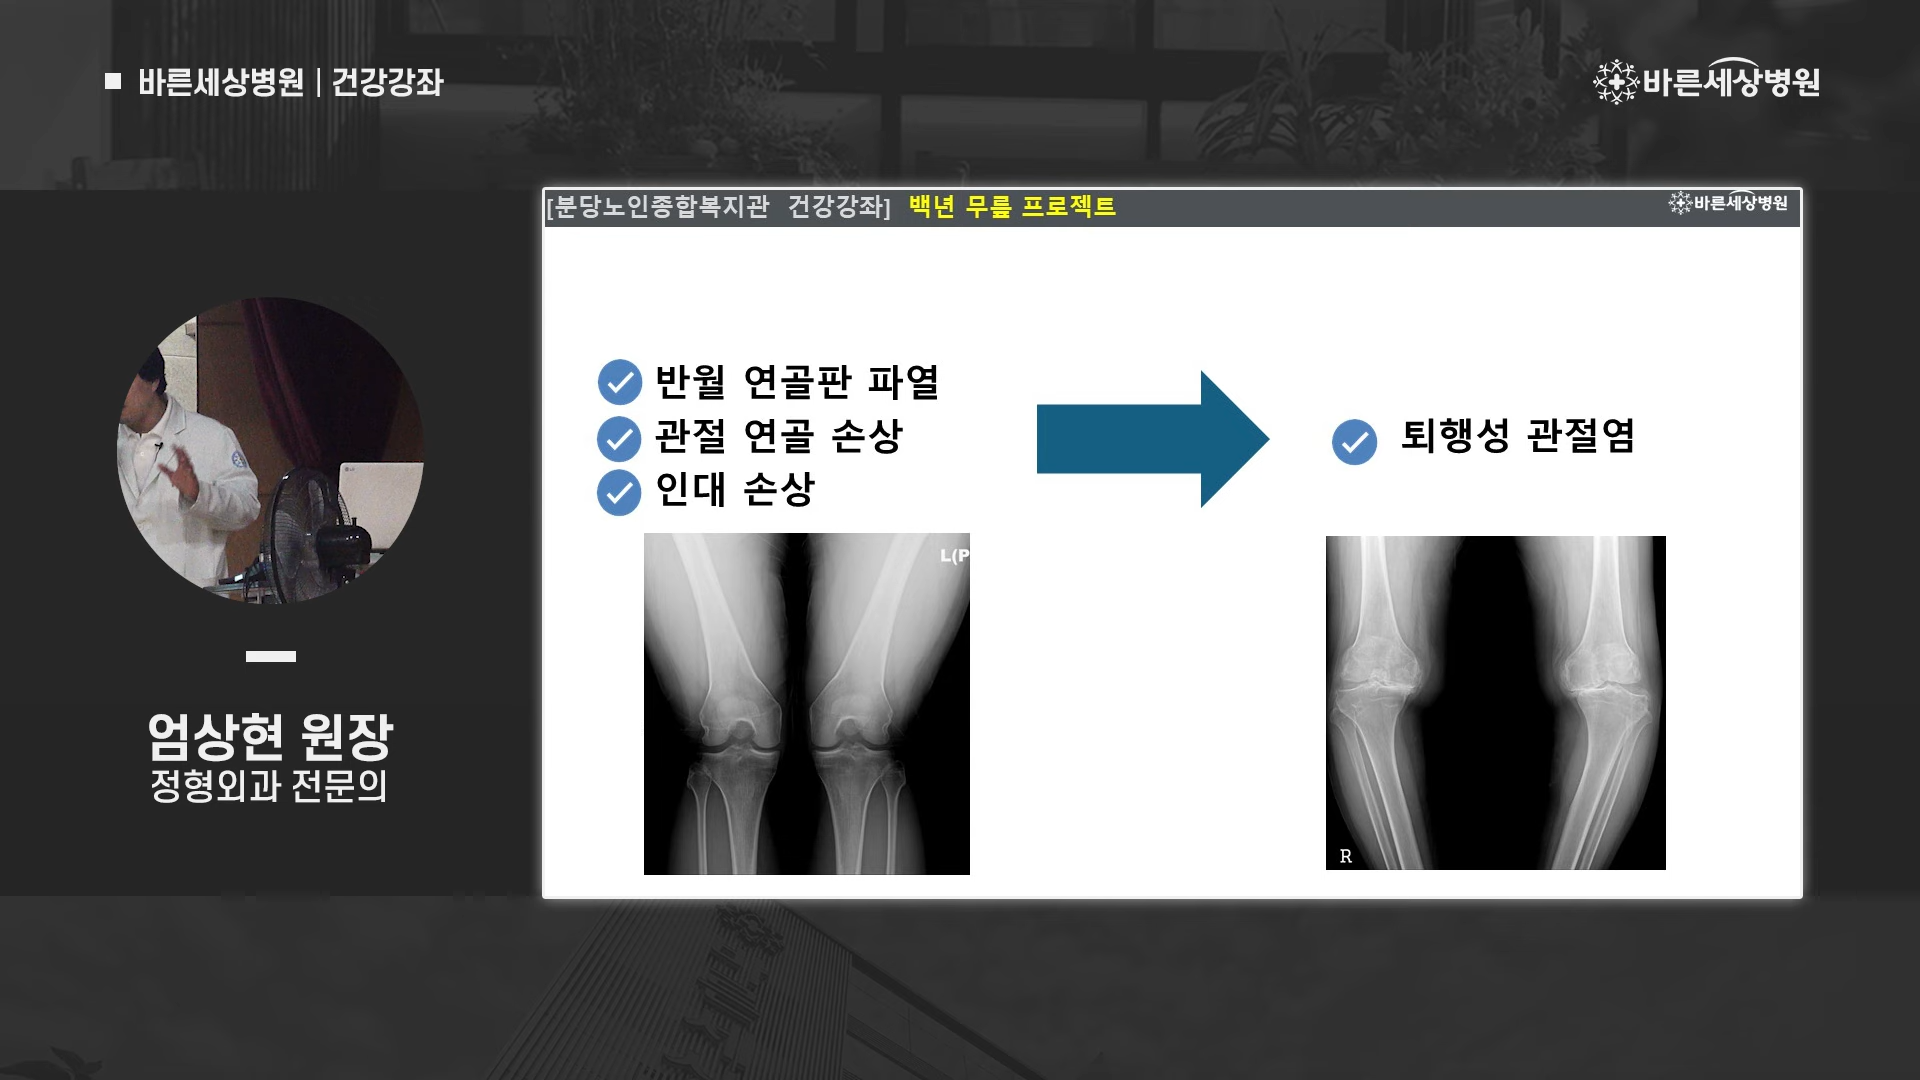 바른세상병원 | 건강강좌
바른세상병원
[분당노인종합복지관 건강강좌] 백년 무릎 프로젝트
바른세상병원
반월 연골판 파열
관절 연골 손상
인대 손상
퇴행성 관절염
L(P
R
엄상현 원장
정형외과 전문의